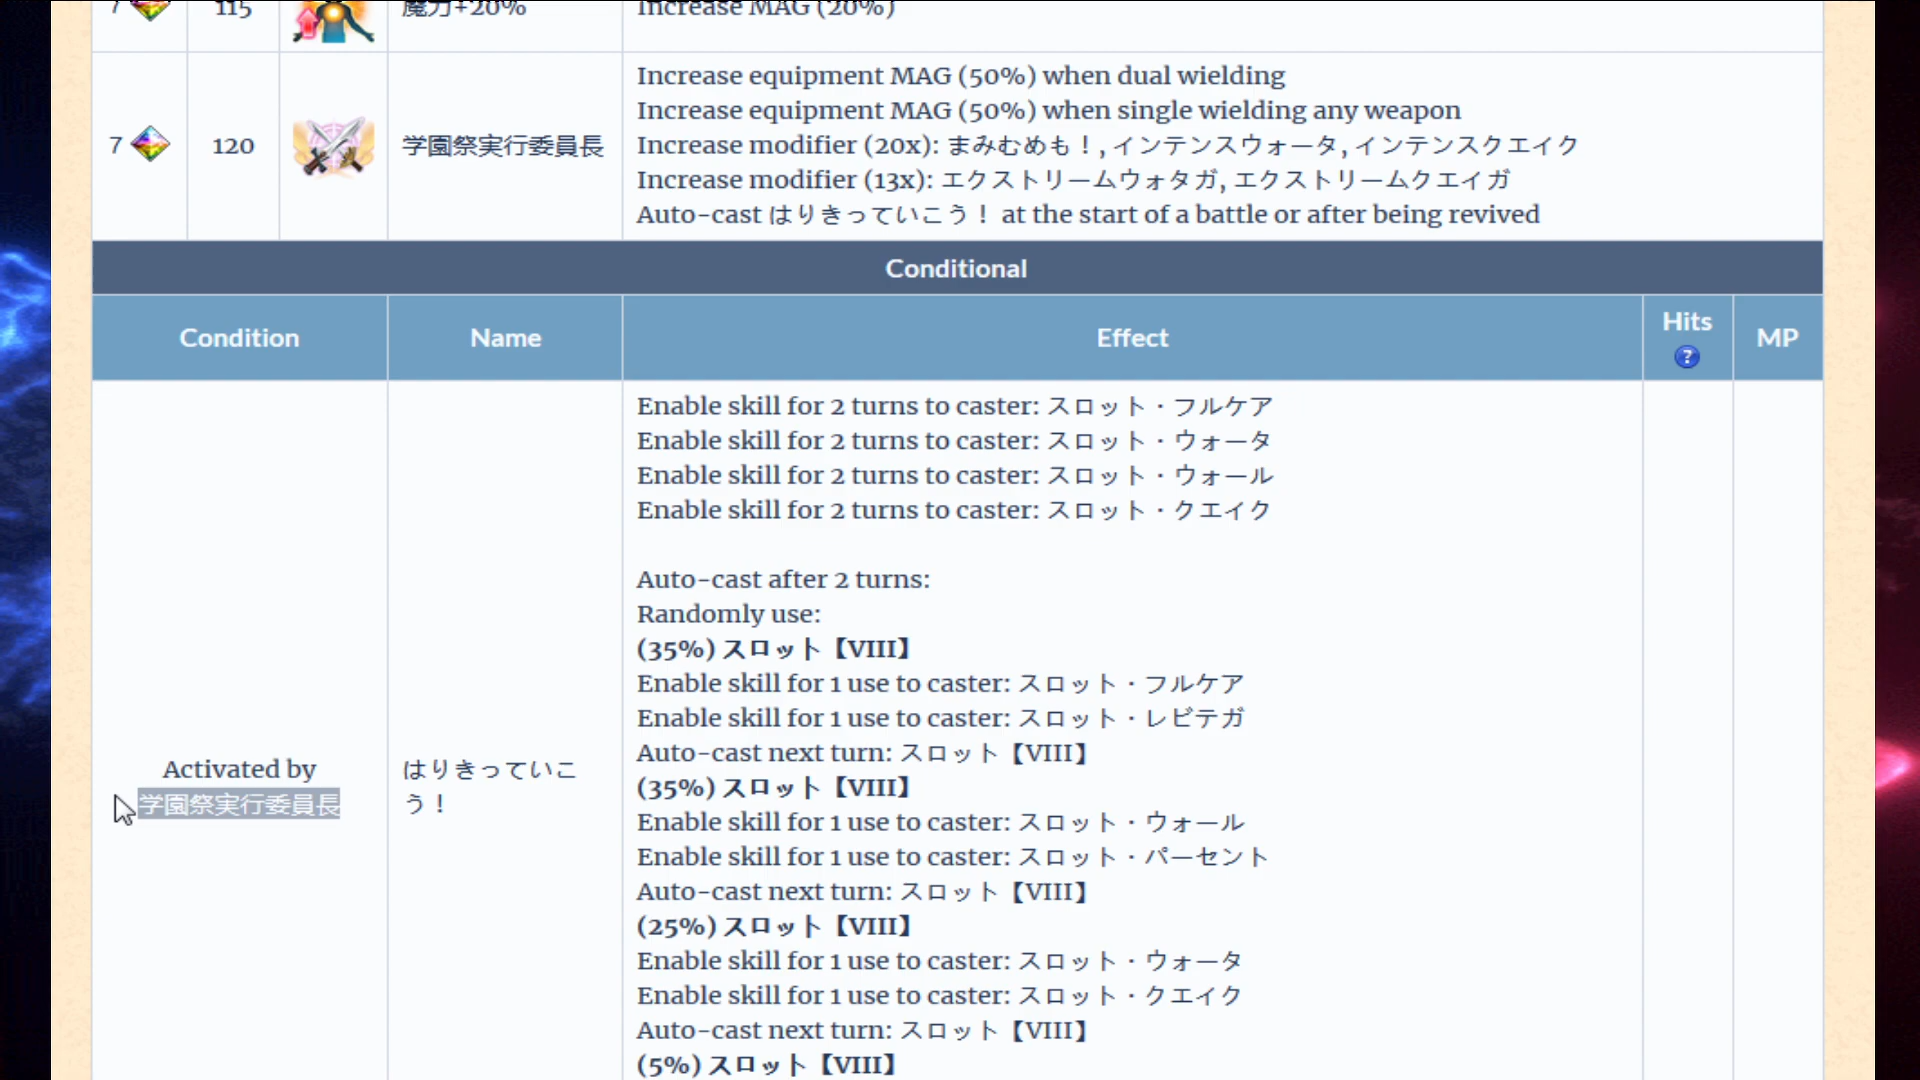 7 115 魔力+20% Increase MAG (20%)
Increase equipment MAG (50%) when dual wielding
Increase equipment MAG (50%) when single wielding any weapon
7 120 学園祭実行委員長 Increase modifier (20x): まみむめも！, インテンスウォータ, インテンスクエイク
Increase modifier (13x): エクストリームウォタガ, エクストリームクエイガ
Auto-cast はりきっていこう！ at the start of a battle or after being revived
Conditional
Condition Name Effect Hits ? MP
Enable skill for 2 turns to caster: スロット・フルケア
Enable skill for 2 turns to caster: スロット・ウォータ
Enable skill for 2 turns to caster: スロット・ウォール
Enable skill for 2 turns to caster: スロット・クエイク
Auto-cast after 2 turns:
Randomly use:
(35%) スロット【VIII】
Enable skill for 1 use to caster: スロット・フルケア
Enable skill for 1 use to caster: スロット・レビテガ
Auto-cast next turn: スロット【VIII】
Activated by
学園祭実行委員長
はりきっていこ
う！
(35%) スロット【VIII】
Enable skill for 1 use to caster: スロット・ウォール
Enable skill for 1 use to caster: スロット・パーセント
Auto-cast next turn: スロット【VIII】
(25%) スロット【VIII】
Enable skill for 1 use to caster: スロット・ウォータ
Enable skill for 1 use to caster: スロット・クエイク
Auto-cast next turn: スロット【VIII】
(5%) スロット【VIII】